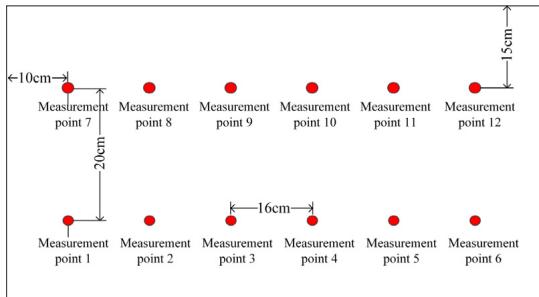 15cm
10cm
Measurement point 7
Measurement point 8
Measurement point 9
Measurement point 10
Measurement point 11
Measurement point 12
20cm
16cm
Measurement point 1
Measurement point 2
Measurement point 3
Measurement point 4
Measurement point 5
Measurement point 6